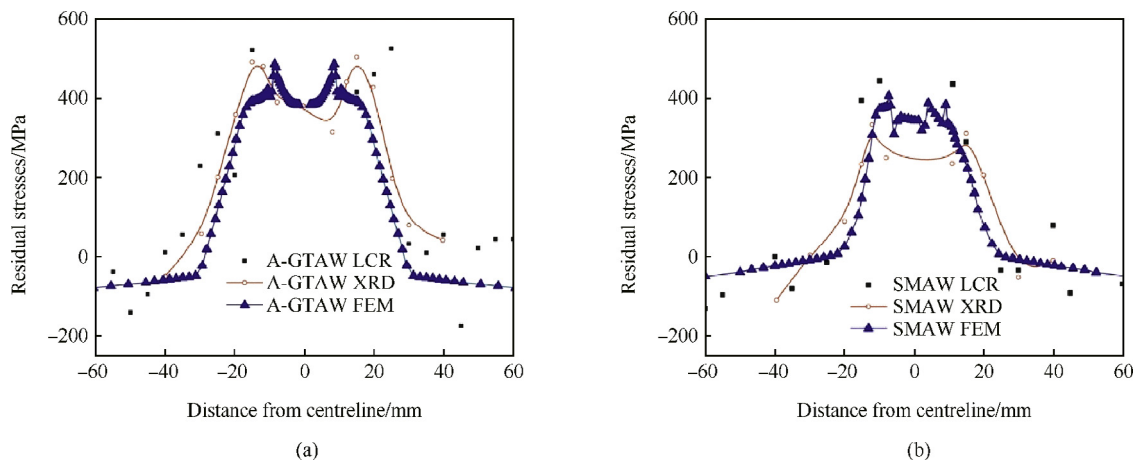 600
400
200
0
−200
Residual stresses/MPa
A-GTAW LCR
A-GTAW XRD
A-GTAW FEM
−60 −40 −20 0 20 40 60
Distance from centreline/mm
(a)
600
400
200
0
−200
Residual stresses/MPa
SMAW LCR
SMAW XRD
SMAW FEM
−60 −40 −20 0 20 40 60
Distance from centreline/mm
(b)